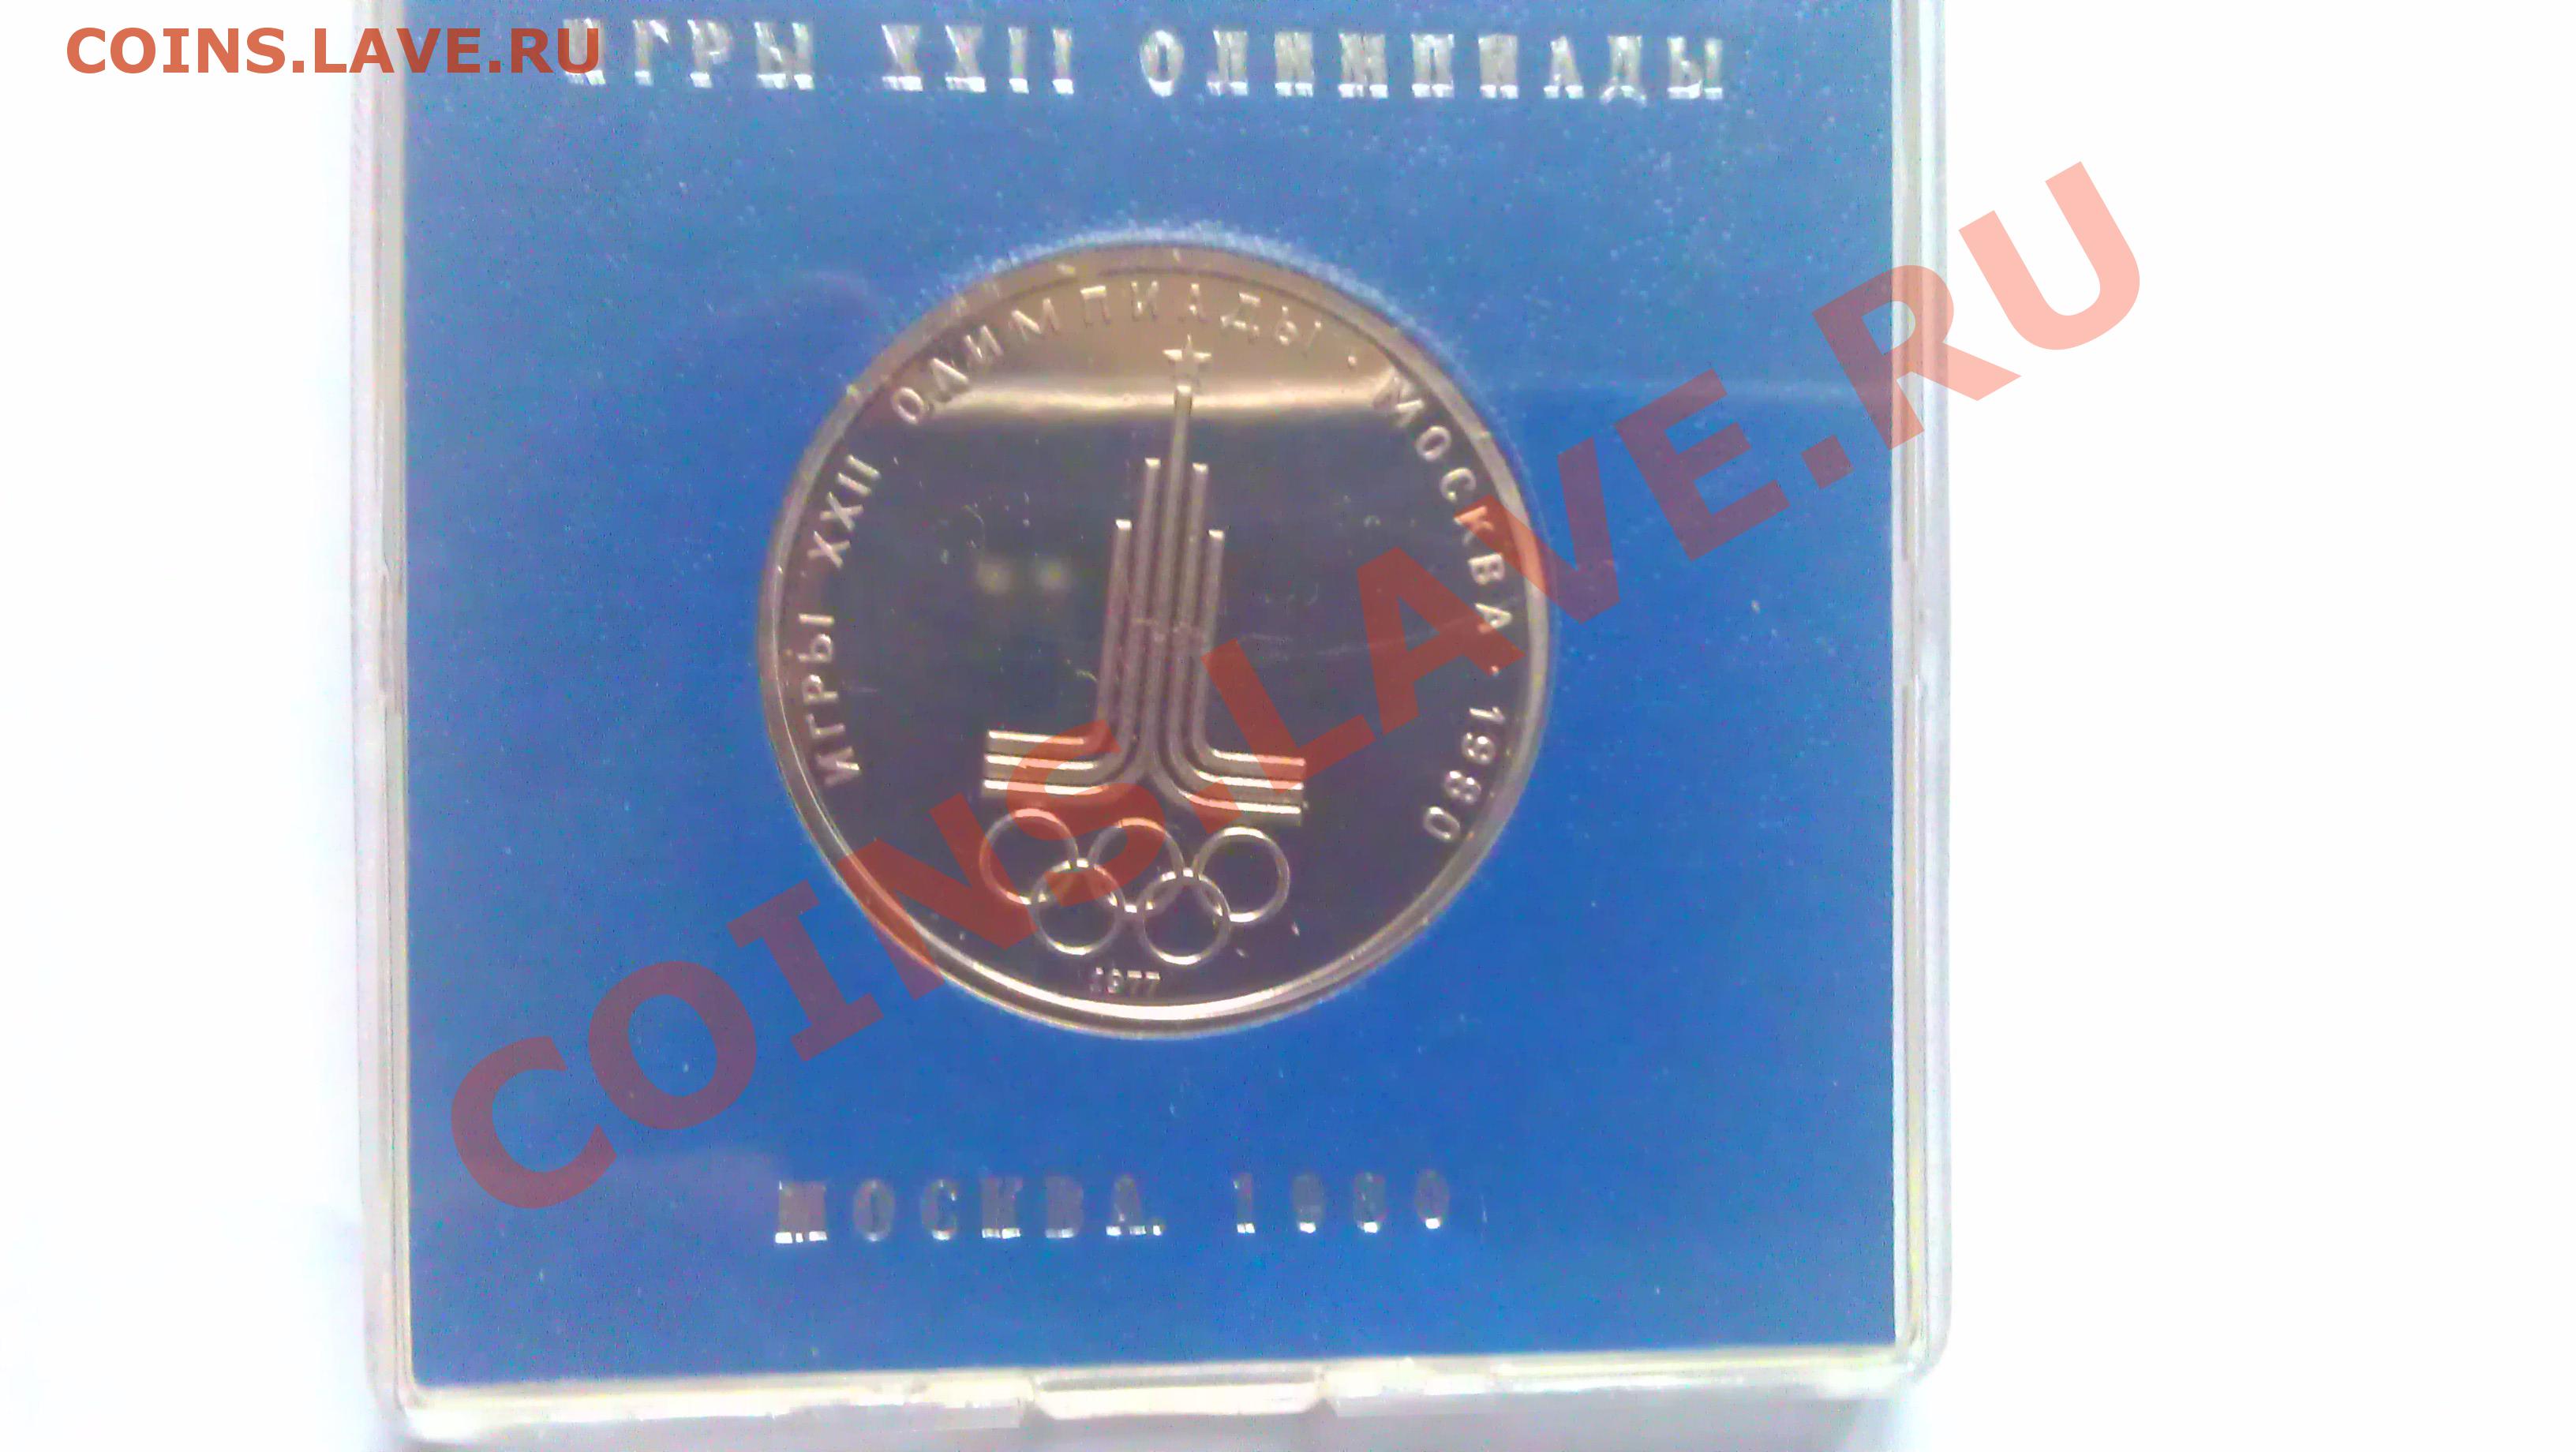 COINS.LAVE.RU
ИГРЫ XXII ОЛИМПИАДЫ
ИГРЫ XXII ОЛИМПИАДЫ · МОСКВА · 1980
1977
COINS.LAVE.RU
МОСКВА. 1980